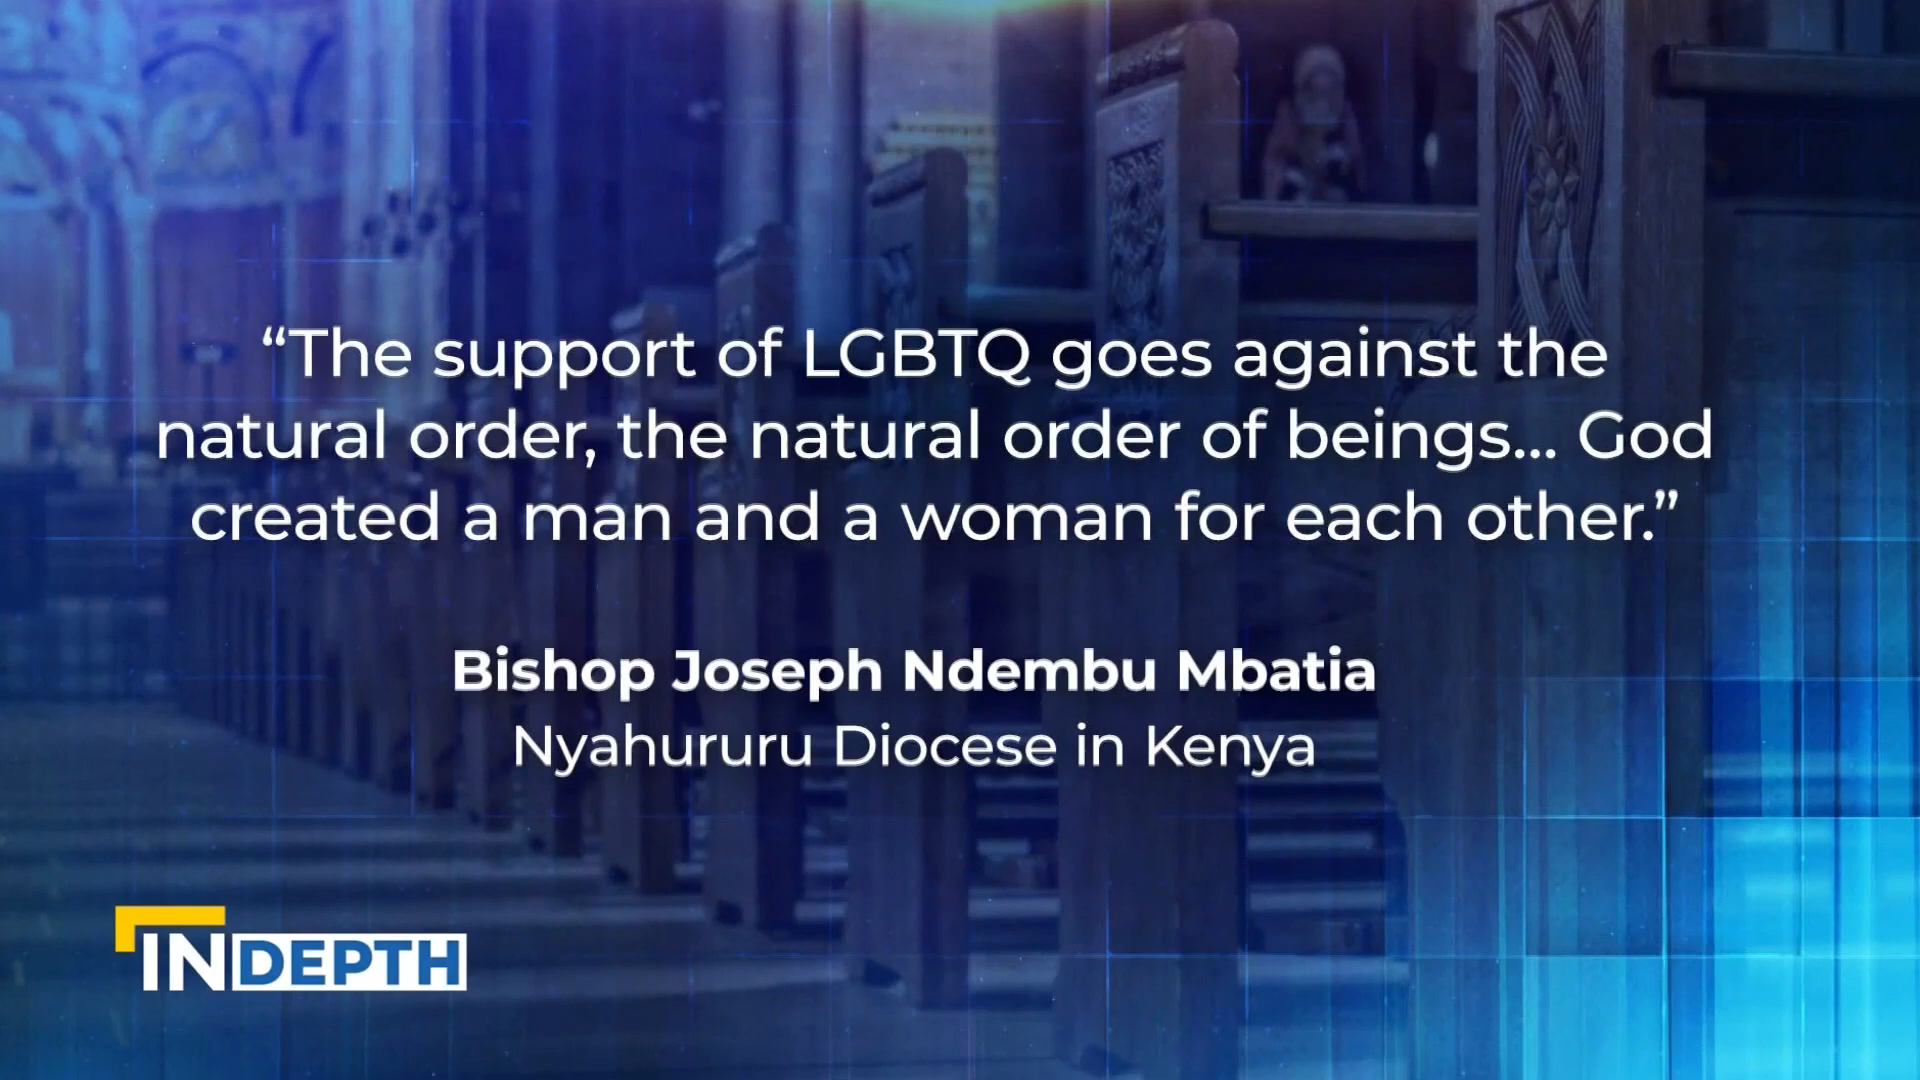 “The support of LGBTQ goes against the
natural order, the natural order of beings... God
created a man and a woman for each other.”
Bishop Joseph Ndembu Mbatia
Nyahururu Diocese in Kenya
INDEPTH